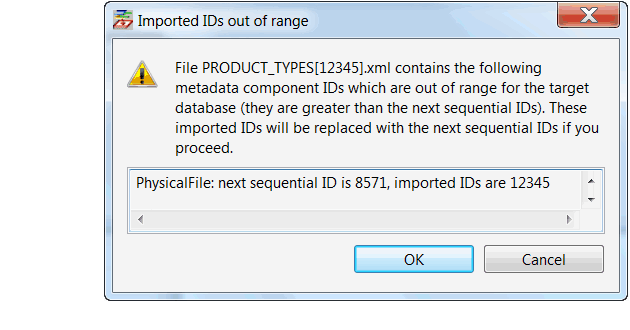 Imported IDs out of range
File PRODUCT_TYPES[12345].xml contains the following
metadata component IDs which are out of range for the target
database (they are greater than the next sequential IDs). These
imported IDs will be replaced with the next sequential IDs if you
proceed.
PhysicalFile: next sequential ID is 8571, imported IDs are 12345
OK
Cancel